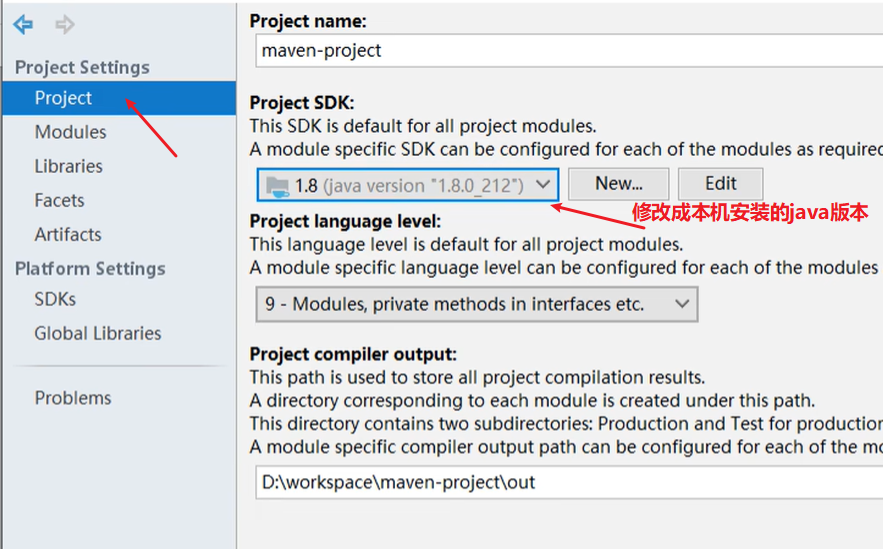 Project Settings
Project
Modules
Libraries
Facets
Artifacts
Platform Settings
SDKs
Global Libraries
Problems
Project name:
maven-project
Project SDK:
This SDK is default for all project modules.
A module specific SDK can be configured for each of the modules as required
1.8 (java version "1.8.0_212")
New...
Edit
修改成本机安装的java版本
Project language level:
This language level is default for all project modules.
A module specific language level can be configured for each of the modules
9 - Modules, private methods in interfaces etc.
Project compiler output:
This path is used to store all project compilation results.
A directory corresponding to each module is created under this path.
This directory contains two subdirectories: Production and Test for production
A module specific compiler output path can be configured for each of the mo
D:\workspace\maven-project\out